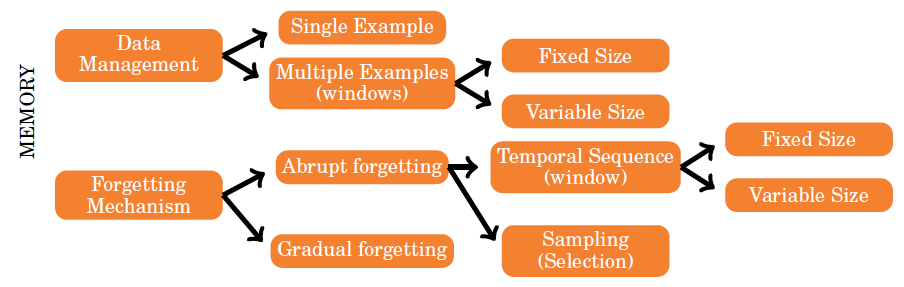 MEMORY
Data
Management
Single Example
Multiple Examples
(windows)
Fixed Size
Variable Size
Forgetting
Mechanism
Abrupt forgetting
Gradual forgetting
Temporal Sequence
(window)
Sampling
(Selection)
Fixed Size
Variable Size